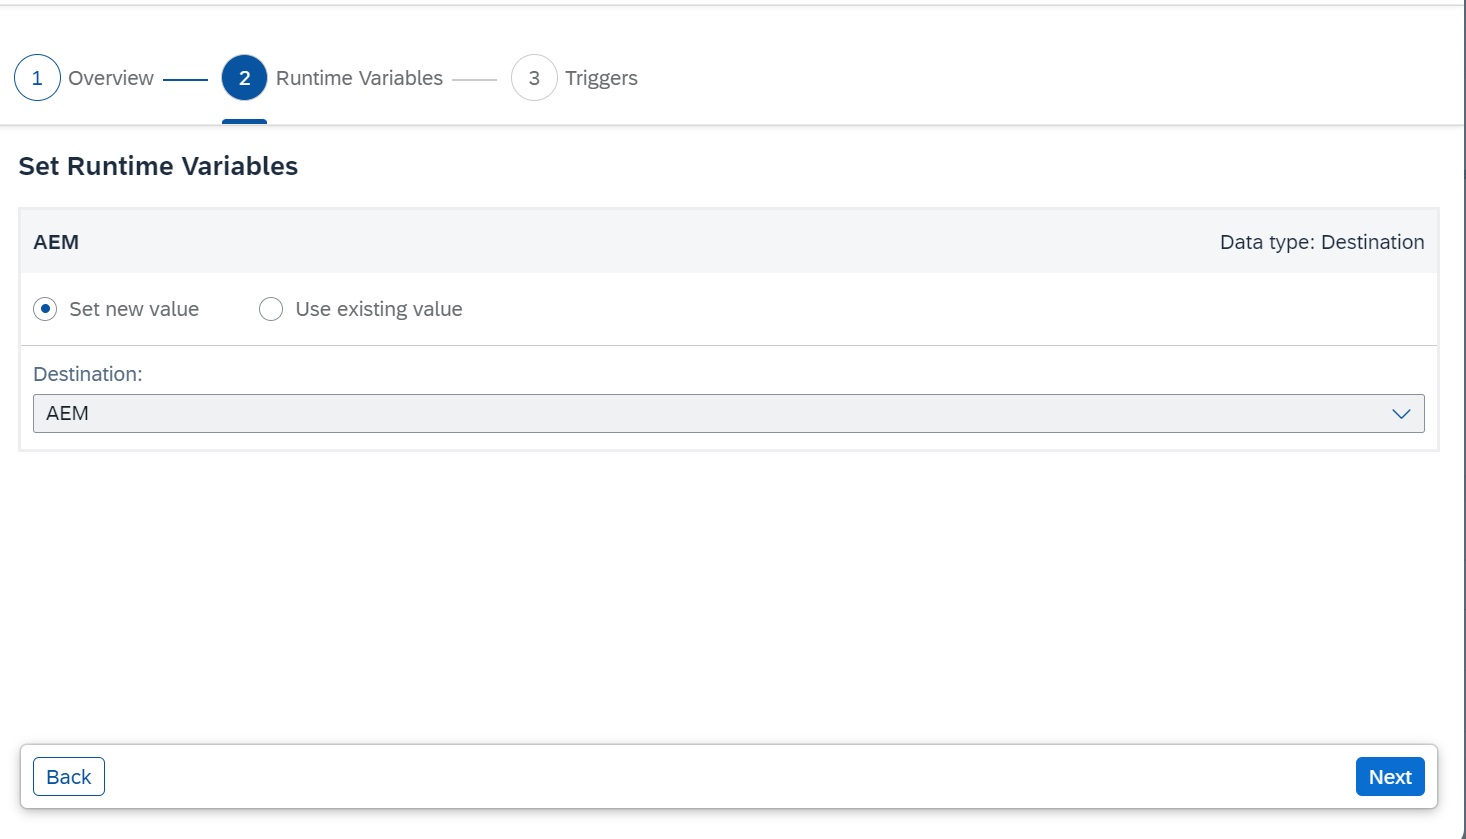 1 Overview 2 Runtime Variables 3 Triggers
Set Runtime Variables
AEM Data type: Destination
Set new value Use existing value
Destination:
AEM
Back Next